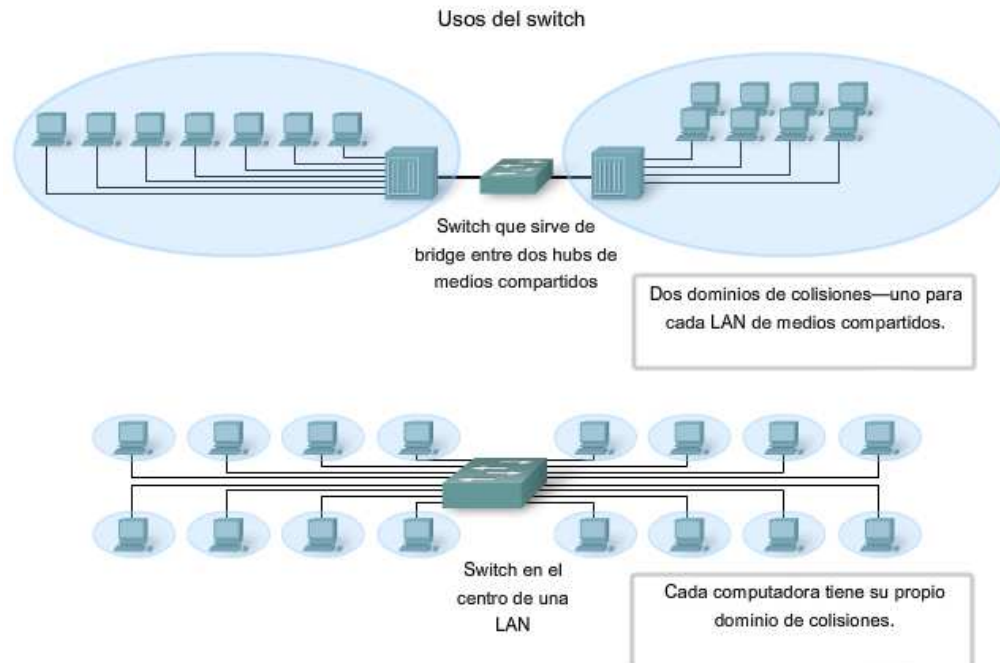 Usos del switch
Switch que sirve de
bridge entre dos hubs de
medios compartidos
Dos dominios de colisiones—uno para
cada LAN de medios compartidos.
Switch en el
centro de una
LAN
Cada computadora tiene su propio
dominio de colisiones.